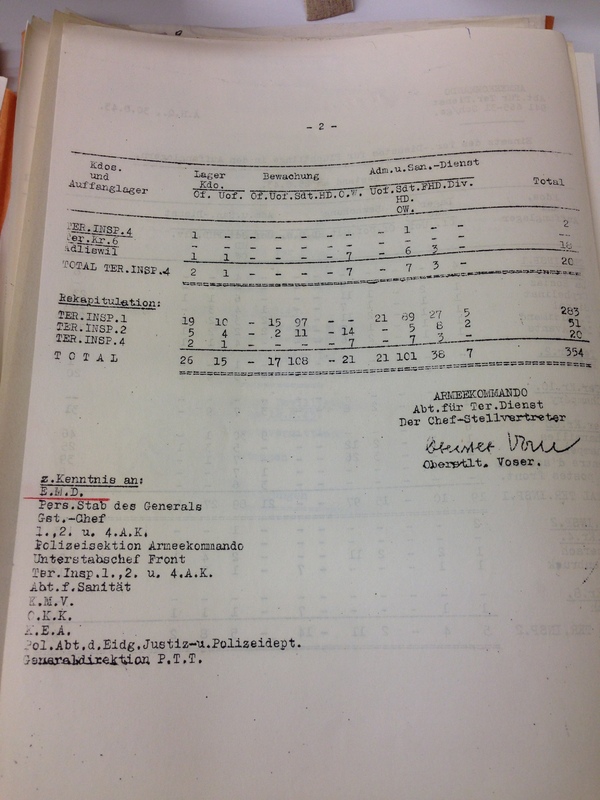 - 2 -
Kdos. Lager Bewachung Adm.u.San.-Dienst Total
und Kdo.
Auffanglager Of. Uof. Of.Uof.Sdt.HD.O.W. Uof.Sdt.FHD.Div.
HD.
OW.
TER.INSP.4 1 - - - - - - - 1 - - 2
Ter.Kr.6 - - - - - - - - - - - --
Adliswil 1 1 - - - - 7 - 6 3 - 18
TOTAL TER.INSP.4 2 1 - - - - 7 - 7 3 - 20
Rekapitulation:
TER.INSP.1 19 10 - 15 97 - - 21 89 27 5 283
TER.INSP.2 5 4 - 2 11 - 14 - 5 8 2 51
TER.INSP.4 2 1 - - - - 7 - 7 3 - 20
TOTAL 26 15 - 17 108 - 21 21 101 38 7 354
ARMEEKOMMANDO
Abt.für Ter.Dienst
Der Chef-Stellvertreter
Oberstlt. Voser.
z.Kenntnis an:
E.M.D.
Pers.Stab des Generals
Gst.-Chef
1.,2. u. 4.A.K.
Polizeisektion Armeekommando
Unterstabschef Front
Ter.Insp.1.,2. u. 4.A.K.
Abt.f.Sanität
K.M.V.
O.K.K.
K.E.A.
Pol.Abt.d.Eidg.Justiz-u.Polizeidept.
Generaldirektion P.T.T.